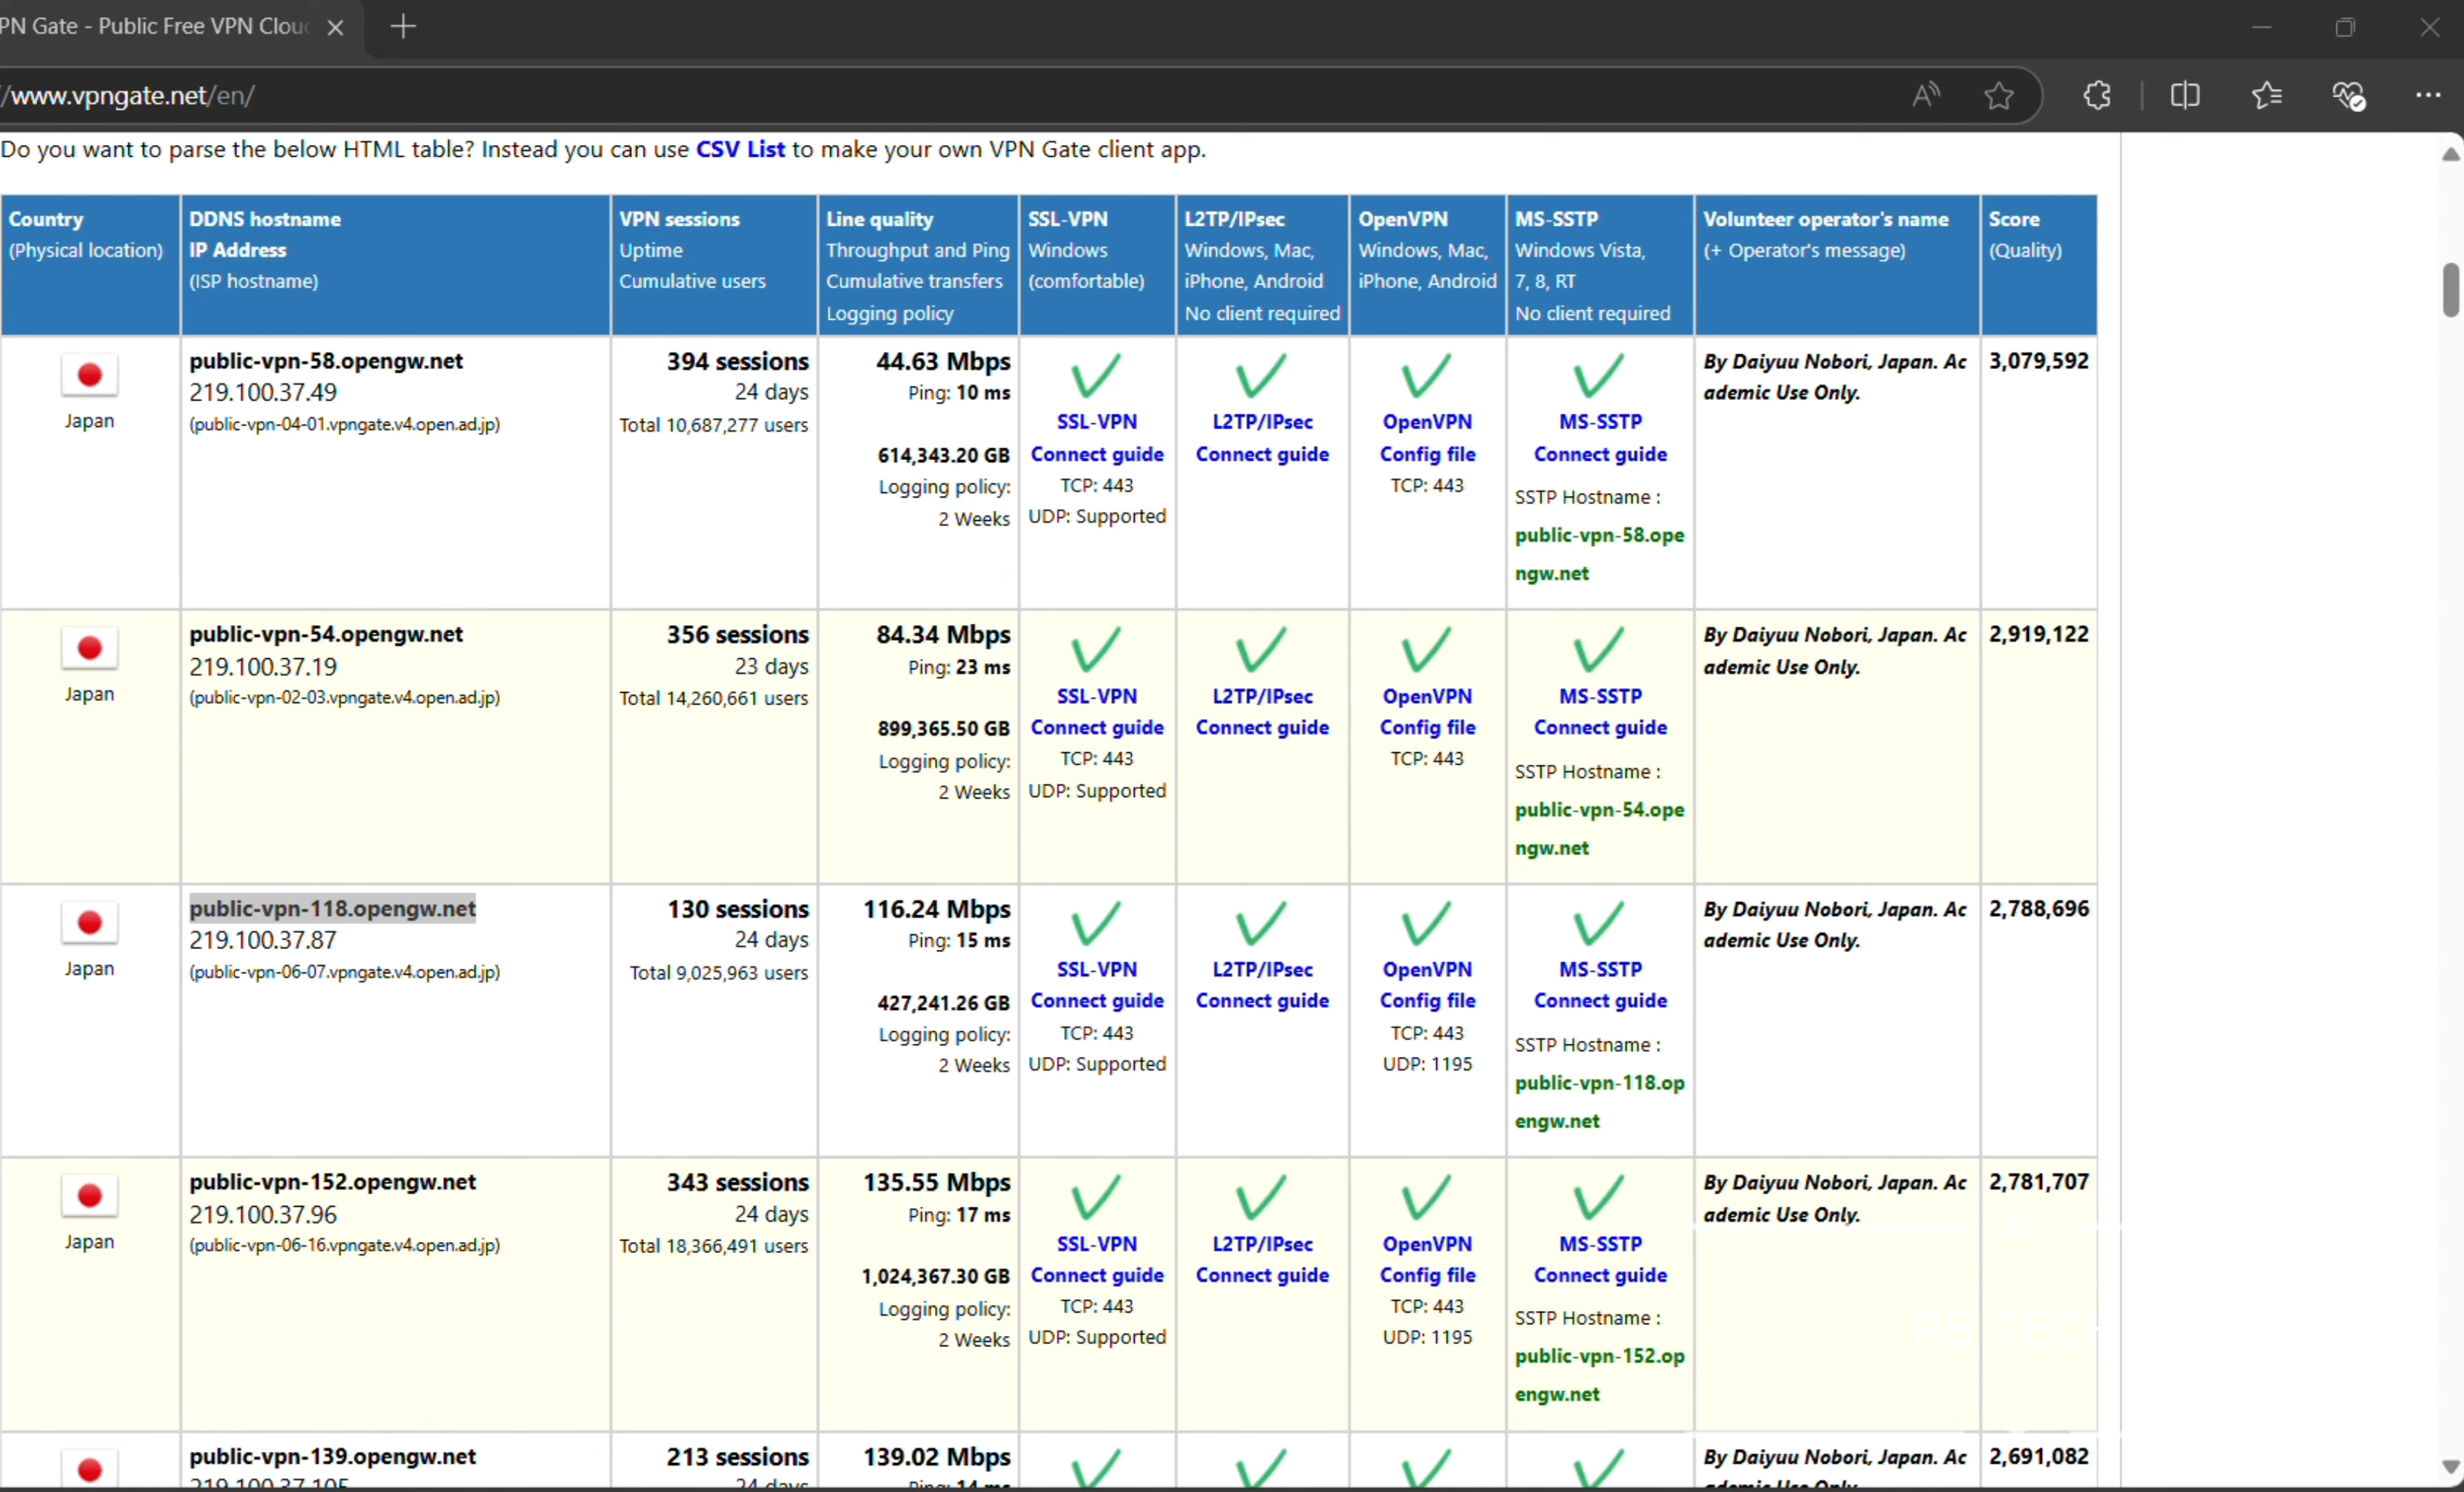 PN Gate - Public Free VPN Clou
/www.vpngate.net/en/
Do you want to parse the below HTML table? Instead you can use CSV List to make your own VPN Gate client app.
Country
(Physical location)
DDNS hostname
IP Address
(ISP hostname)
VPN sessions
Uptime
Cumulative users
Line quality
Throughput and Ping
Cumulative transfers
Logging policy
SSL-VPN
Windows
(comfortable)
L2TP/IPsec
Windows, Mac,
iPhone, Android
No client required
OpenVPN
Windows, Mac,
iPhone, Android
MS-SSTP
Windows Vista,
7, 8, RT
No client required
Volunteer operator's name
(+ Operator's message)
Score
(Quality)
Japan
public-vpn-58.opengw.net
219.100.37.49
(public-vpn-04-01.vpngate.v4.open.ad.jp)
394 sessions
24 days
Total 10,687,277 users
44.63 Mbps
Ping: 10 ms
614,343.20 GB
Logging policy:
2 Weeks
SSL-VPN
Connect guide
TCP: 443
UDP: Supported
L2TP/IPsec
Connect guide
OpenVPN
Config file
TCP: 443
MS-SSTP
Connect guide
SSTP Hostname :
public-vpn-58.ope
ngw.net
By Daiyuu Nobori, Japan. Ac
ademic Use Only.
3,079,592
Japan
public-vpn-54.opengw.net
219.100.37.19
(public-vpn-02-03.vpngate.v4.open.ad.jp)
356 sessions
23 days
Total 14,260,661 users
84.34 Mbps
Ping: 23 ms
899,365.50 GB
Logging policy:
2 Weeks
SSL-VPN
Connect guide
TCP: 443
UDP: Supported
L2TP/IPsec
Connect guide
OpenVPN
Config file
TCP: 443
MS-SSTP
Connect guide
SSTP Hostname :
public-vpn-54.ope
ngw.net
By Daiyuu Nobori, Japan. Ac
ademic Use Only.
2,919,122
Japan
public-vpn-118.opengw.net
219.100.37.87
(public-vpn-06-07.vpngate.v4.open.ad.jp)
130 sessions
24 days
Total 9,025,963 users
116.24 Mbps
Ping: 15 ms
427,241.26 GB
Logging policy:
2 Weeks
SSL-VPN
Connect guide
TCP: 443
UDP: Supported
L2TP/IPsec
Connect guide
OpenVPN
Config file
TCP: 443
UDP: 1195
MS-SSTP
Connect guide
SSTP Hostname :
public-vpn-118.op
engw.net
By Daiyuu Nobori, Japan. Ac
ademic Use Only.
2,788,696
Japan
public-vpn-152.opengw.net
219.100.37.96
(public-vpn-06-16.vpngate.v4.open.ad.jp)
343 sessions
24 days
Total 18,366,491 users
135.55 Mbps
Ping: 17 ms
1,024,367.30 GB
Logging policy:
2 Weeks
SSL-VPN
Connect guide
TCP: 443
UDP: Supported
L2TP/IPsec
Connect guide
OpenVPN
Config file
TCP: 443
UDP: 1195
MS-SSTP
Connect guide
SSTP Hostname :
public-vpn-152.op
engw.net
By Daiyuu Nobori, Japan. Ac
ademic Use Only.
2,781,707
public-vpn-139.opengw.net
219.100.37.105
213 sessions
24 days
139.02 Mbps
Ping: 14 ms
By Daiyuu Nobori, Japan. Ac
ademic Use Only.
2,691,082